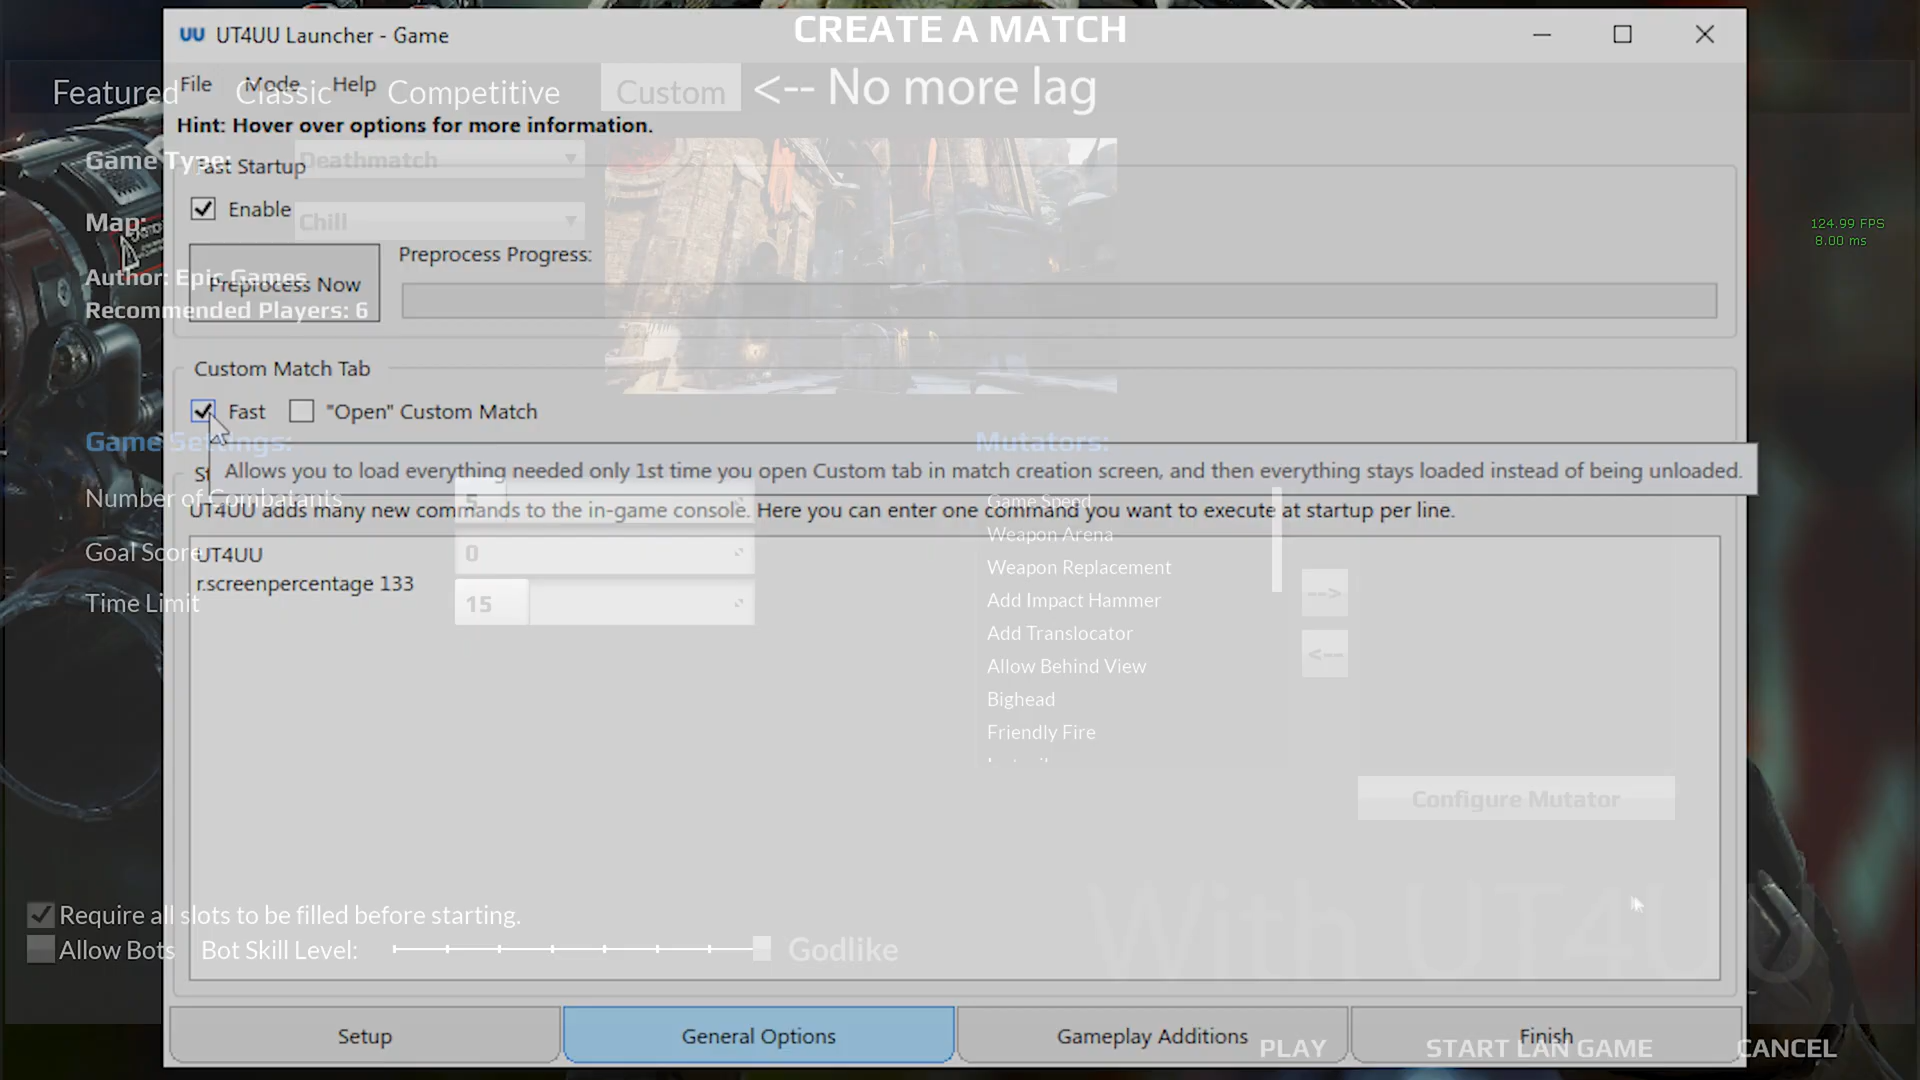 UU UT4UU Launcher - Game
CREATE A MATCH
File Mode Help
Featured Classic Competitive Custom <-- No more lag
Hint: Hover over options for more information.
Game Type: Deathmatch
Fast Startup
Enable
Map: Chill
124.99 FPS
8.00 ms
Preprocess Progress:
Author: Epic Games
Preprocess Now
Recommended Players: 6
Custom Match Tab
Fast "Open" Custom Match
Game Settings:
Mutators:
Allows you to load everything needed only 1st time you open Custom tab in match creation screen, and then everything stays loaded instead of being unloaded.
Number of Combatants 5
Game Speed
UT4UU adds many new commands to the in-game console. Here you can enter one command you want to execute at startup per line.
Weapon Arena
Goal Score 0
UT4UU
Weapon Replacement
r.screenpercentage 133
Time Limit 15
-->
Add Impact Hammer
Add Translocator
<--
Allow Behind View
Bighead
Friendly Fire
Configure Mutator
With UT4UU
Require all slots to be filled before starting.
Allow Bots Bot Skill Level: Godlike
Setup General Options Gameplay Additions Finish
PLAY START LAN GAME CANCEL